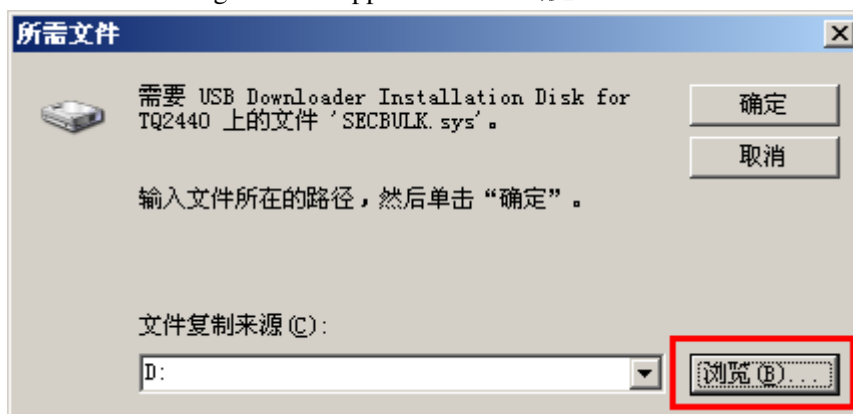 所需文件
需要 USB Downloader Installation Disk for
TQ2440 上的文件 'SECBULK.sys'。
确定
取消
输入文件所在的路径，然后单击“确定”。
文件复制来源(C):
D:
浏览(B)...